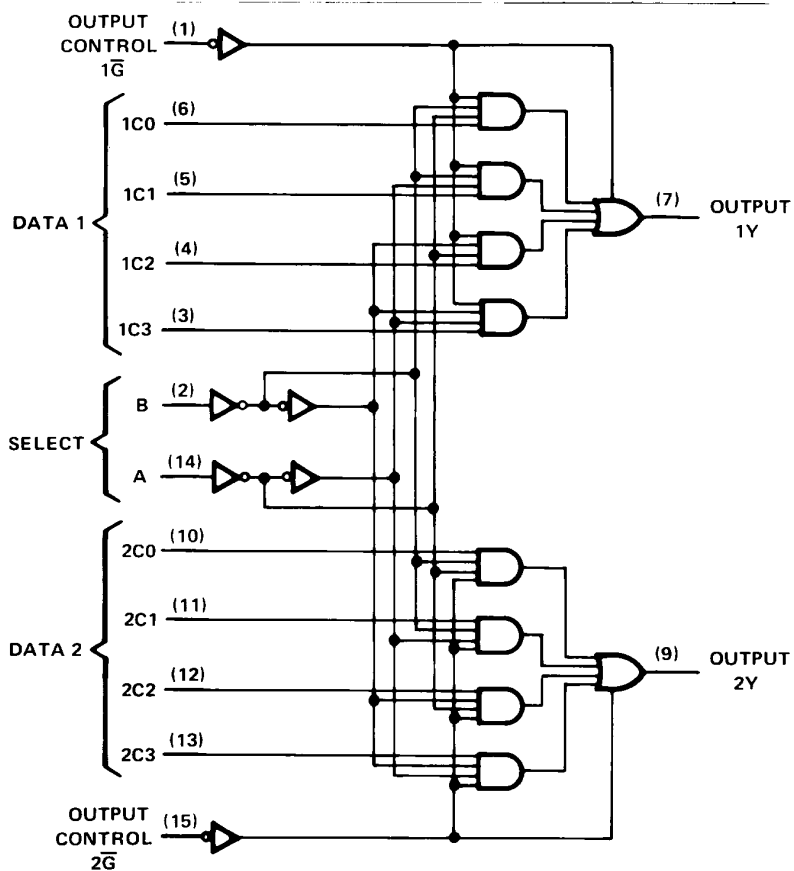 OUTPUT
CONTROL
1G̅
(1)
DATA 1
1C0 (6)
1C1 (5)
1C2 (4)
1C3 (3)
(7)
OUTPUT
1Y
SELECT
B (2)
A (14)
DATA 2
2C0 (10)
2C1 (11)
2C2 (12)
2C3 (13)
(9)
OUTPUT
2Y
OUTPUT
CONTROL
2G̅
(15)